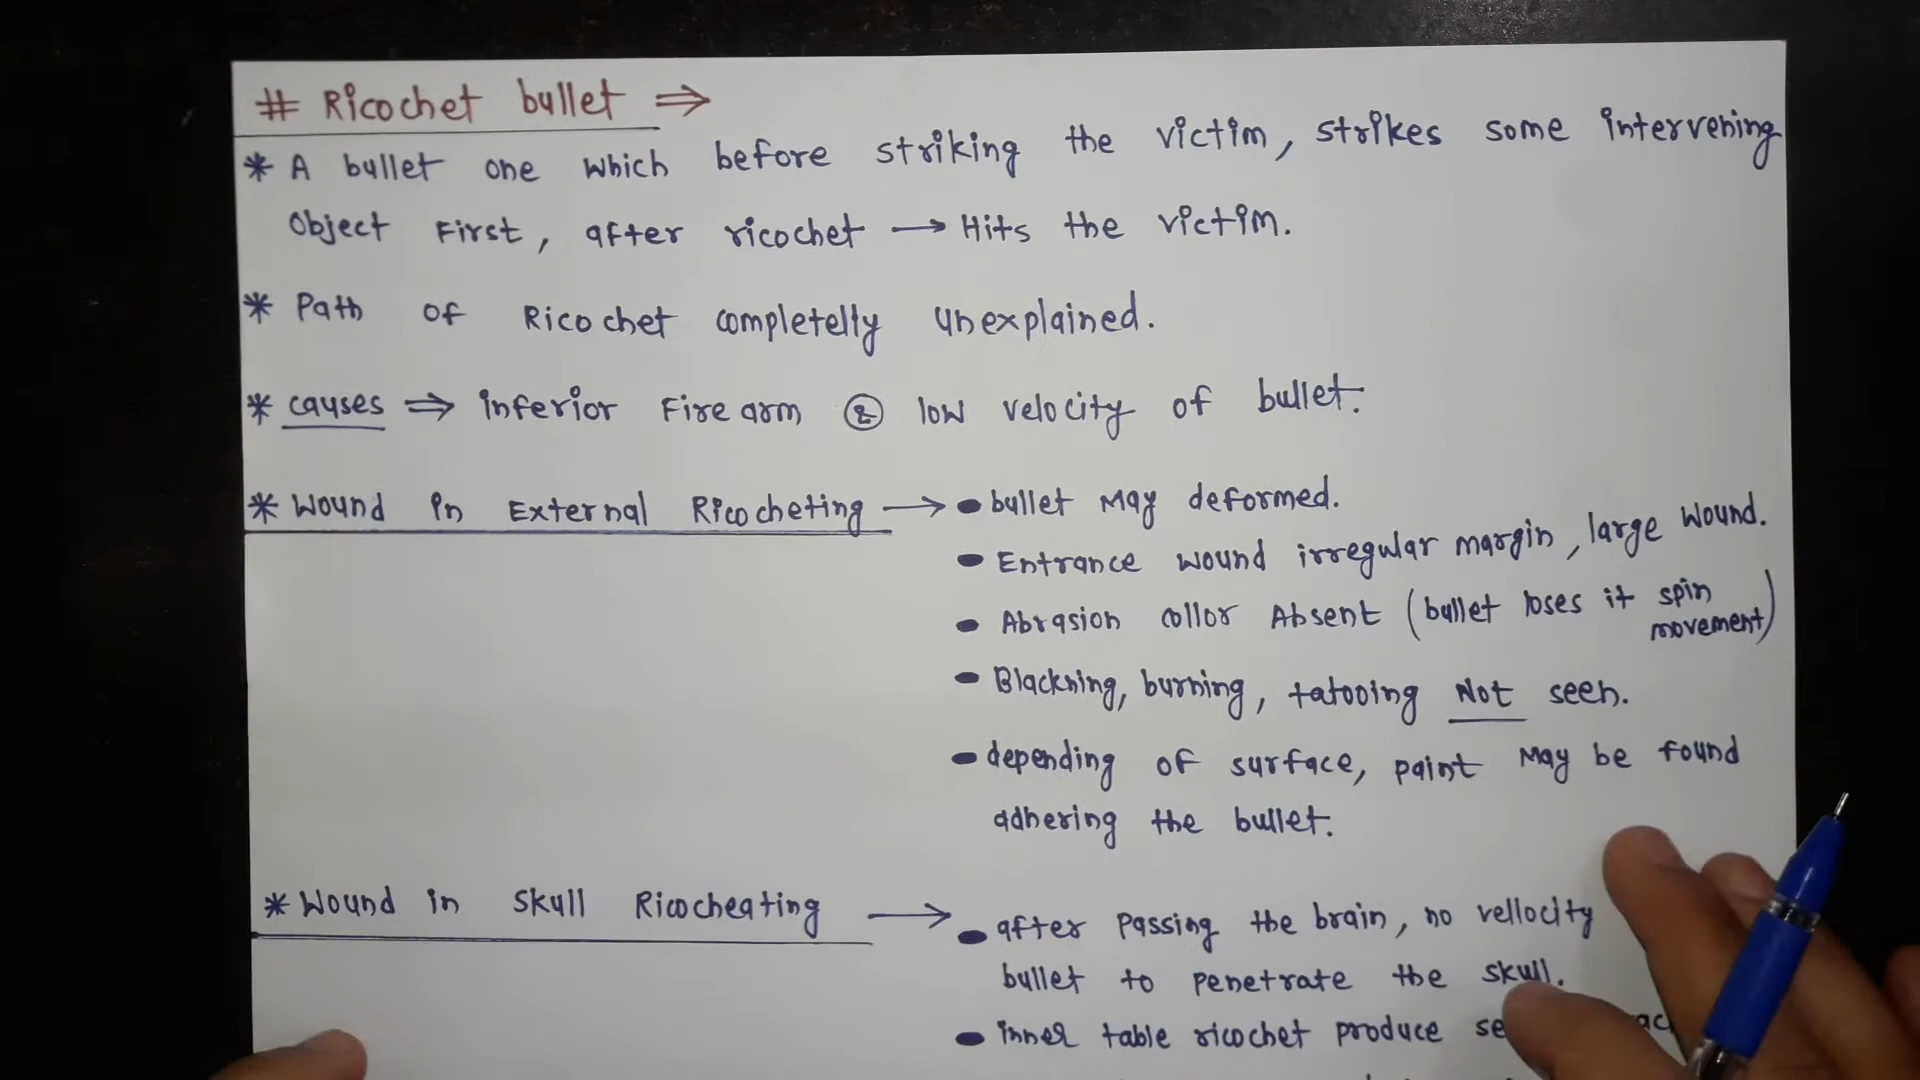 # Ricochet bullet ⇒
* A bullet one which before striking the victim, strikes some intervening
Object First, after ricochet → Hits the victim.
* Path of Ricochet completelly unexplained.
* causes ⇒ inferior Fire arm & low velocity of bullet.
* Wound in External Ricocheting → • bullet May deformed.
• Entrance wound irregular margin, large wound.
• Abrasion collor Absent (bullet loses it spin movement)
• Blackning, burning, tatooing Not seen.
• depending of surface, paint May be found
adhering the bullet.
* Wound in Skull Ricocheating → • after passing the brain, no vellocity
bullet to penetrate the skull.
• inner table ricochet produce